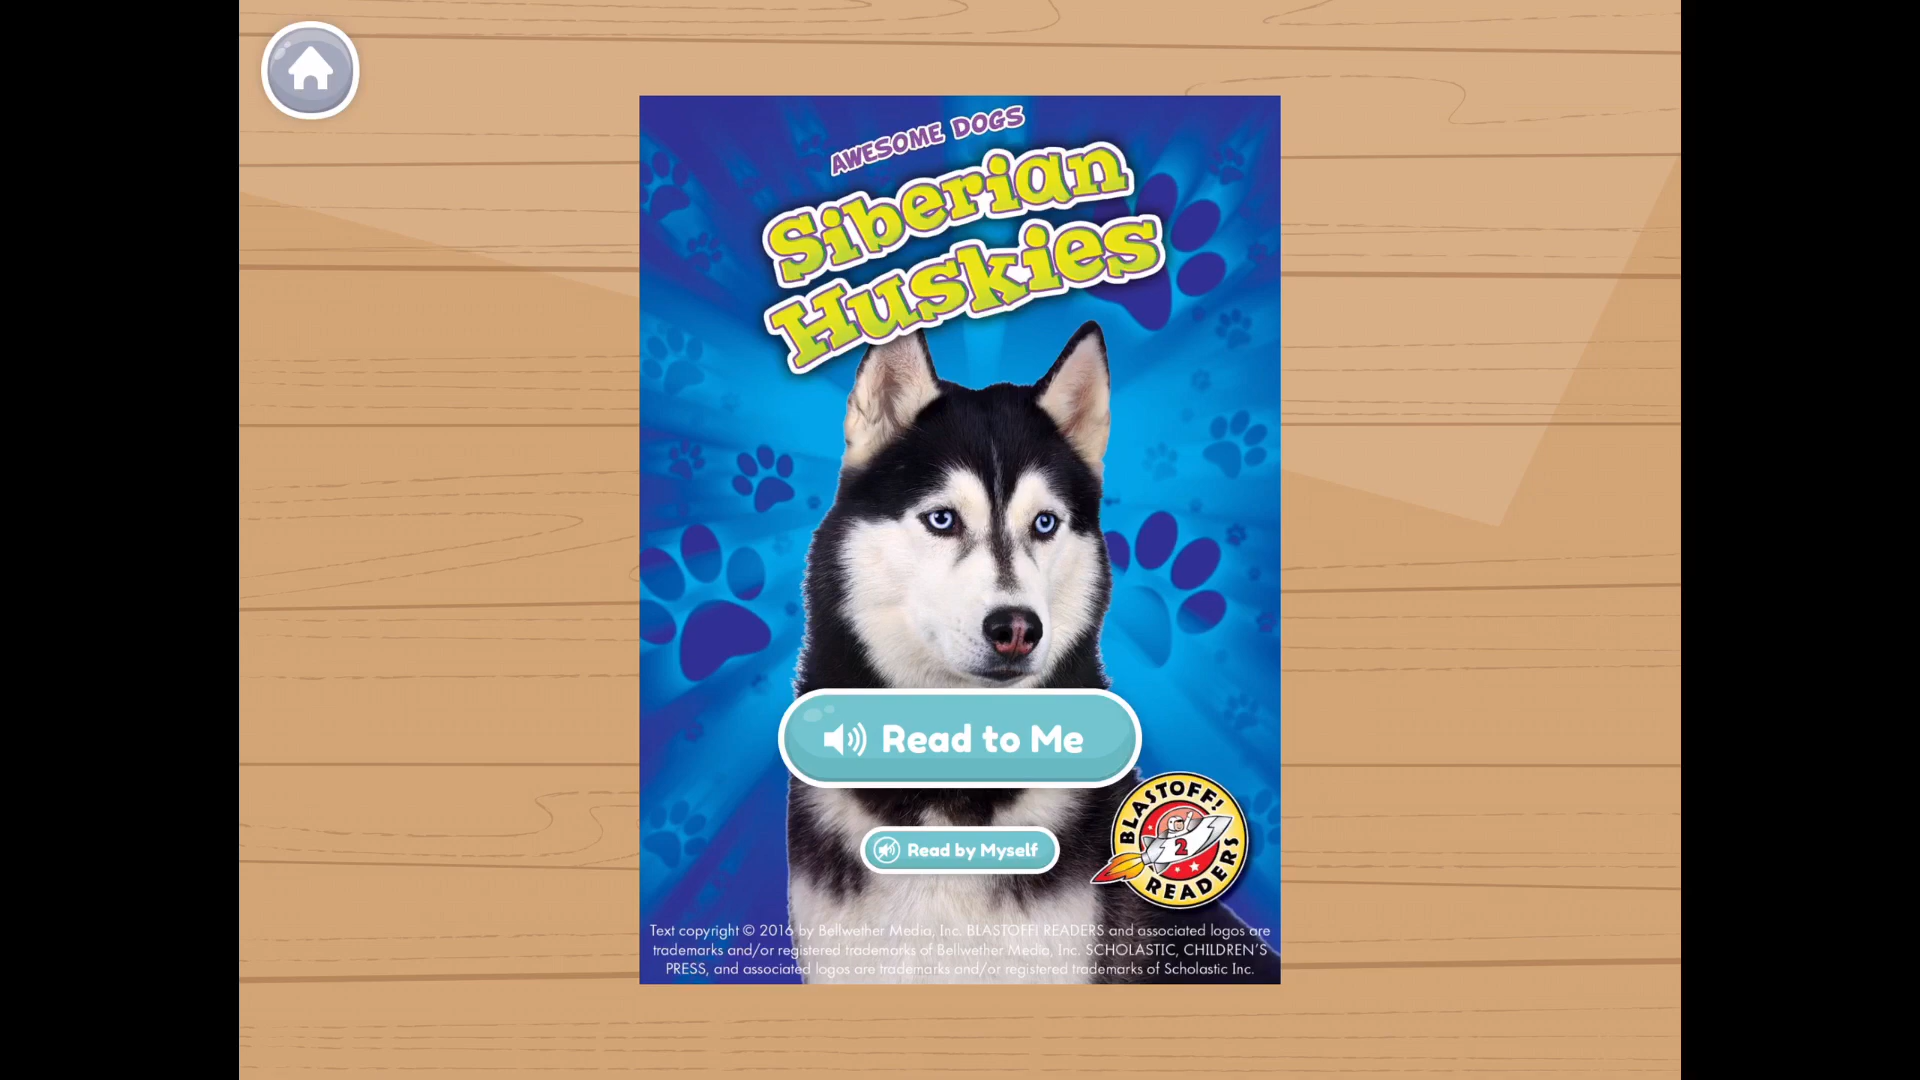 AWESOME DOGS
Siberian
Huskies
Read to Me
BLASTOFF!
2
READERS
Read by Myself
Text copyright © 2016 by Bellwether Media, Inc. BLASTOFF! READERS and associated logos are
trademarks and/or registered trademarks of Bellwether Media, Inc. SCHOLASTIC, CHILDREN'S
PRESS, and associated logos are trademarks and/or registered trademarks of Scholastic Inc.